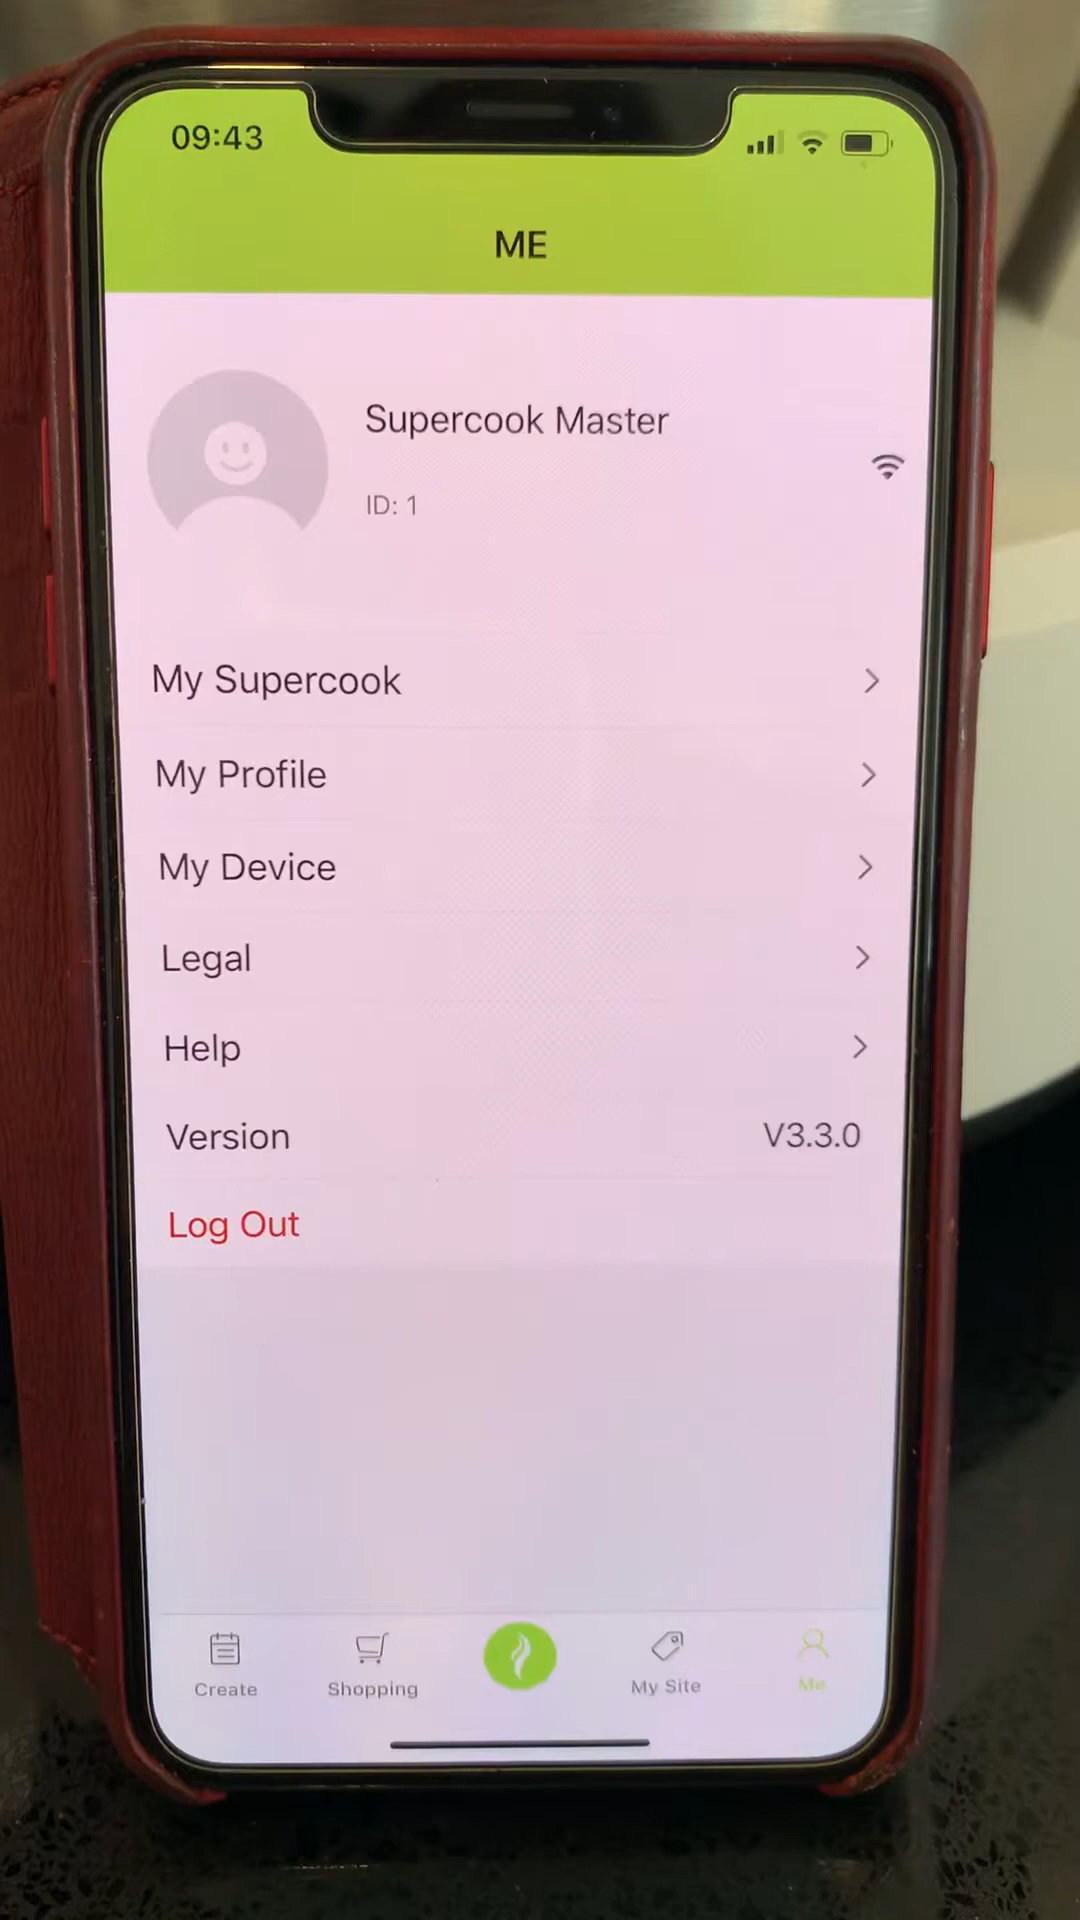 09:43
ME
Supercook Master
ID: 1
My Supercook
My Profile
My Device
Legal
Help
Version V3.3.0
Log Out
Create Shopping My Site Me